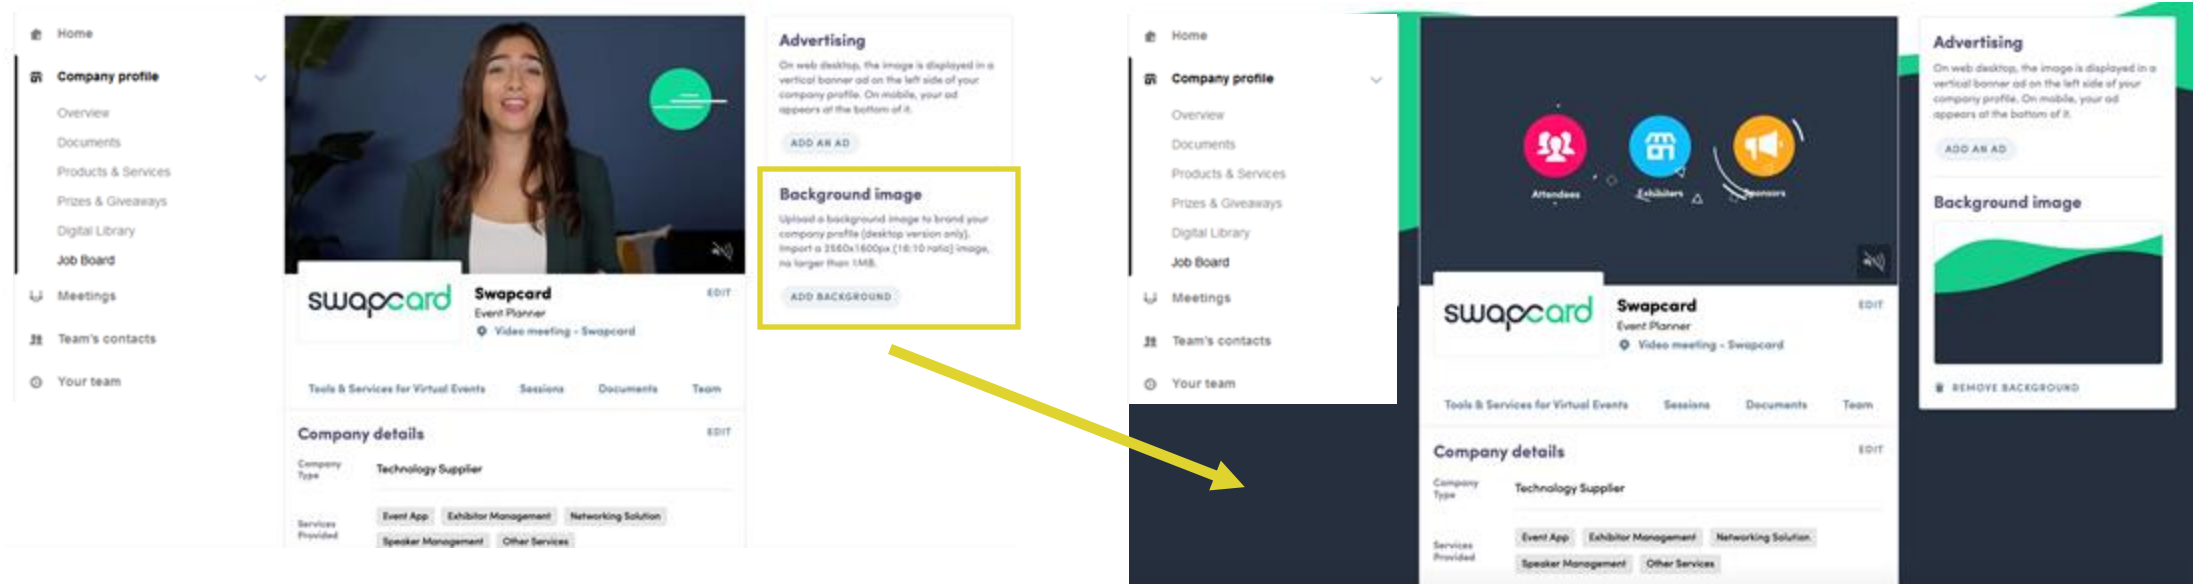 Home
Company profile
Overview
Documents
Products & Services
Prizes & Giveaways
Digital Library
Job Board
Meetings
Team's contacts
Your team
swapcard
Swapcard
EDIT
Event Planner
Video meeting - Swapcard
Tools & Services for Virtual Events
Sessions
Documents
Team
Company details
EDIT
Company
Type
Technology Supplier
Services
Provided
Event App
Exhibitor Management
Networking Solution
Speaker Management
Other Services
Advertising
On web desktop, the image is displayed in a
vertical banner ad on the left side of your
company profile. On mobile, your ad
appears at the bottom of it.
ADD AN AD
Background image
Upload a background image to brand your
company profile (desktop version only).
Import a 2560x1600px (16:10 ratio) image,
no larger than 1MB.
ADD BACKGROUND
Home
Company profile
Overview
Documents
Products & Services
Prizes & Giveaways
Digital Library
Job Board
Meetings
Team's contacts
Your team
Attendees
Exhibitors
Sponsors
swapcard
Swapcard
EDIT
Event Planner
Video meeting - Swapcard
Tools & Services for Virtual Events
Sessions
Documents
Team
Company details
EDIT
Company
Type
Technology Supplier
Services
Provided
Event App
Exhibitor Management
Networking Solution
Speaker Management
Other Services
Advertising
On web desktop, the image is displayed in a
vertical banner ad on the left side of your
company profile. On mobile, your ad
appears at the bottom of it.
ADD AN AD
Background image
REMOVE BACKGROUND